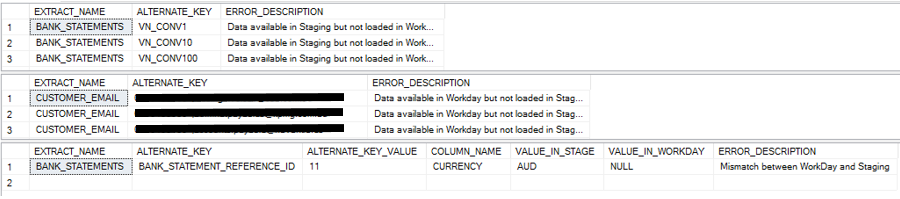 EXTRACT_NAME ALTERNATE_KEY ERROR_DESCRIPTION
1 BANK_STATEMENTS VN_CONV1 Data available in Staging but not loaded in Work...
2 BANK_STATEMENTS VN_CONV10 Data available in Staging but not loaded in Work...
3 BANK_STATEMENTS VN_CONV100 Data available in Staging but not loaded in Work...
EXTRACT_NAME ALTERNATE_KEY ERROR_DESCRIPTION
1 CUSTOMER_EMAIL Data available in Workday but not loaded in Stag...
2 CUSTOMER_EMAIL Data available in Workday but not loaded in Stag...
3 CUSTOMER_EMAIL Data available in Workday but not loaded in Stag...
EXTRACT_NAME ALTERNATE_KEY ALTERNATE_KEY_VALUE COLUMN_NAME VALUE_IN_STAGE VALUE_IN_WORKDAY ERROR_DESCRIPTION
1 BANK_STATEMENTS BANK_STATEMENT_REFERENCE_ID 11 CURRENCY AUD NULL Mismatch between WorkDay and Staging
2